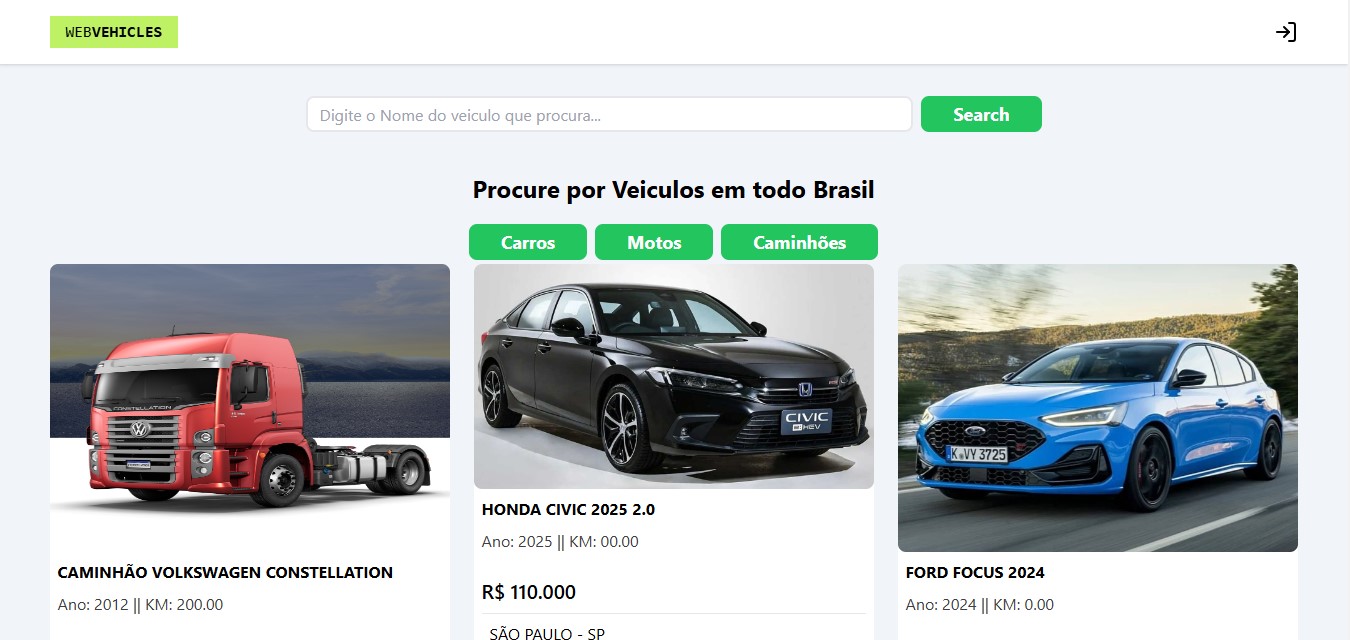 WEBVEHICLES
Digite o Nome do veiculo que procura...
Search
Procure por Veiculos em todo Brasil
Carros Motos Caminhões
CONSTELLATION
CIVIC
e:HEV
Ford
K·VY 3725
HONDA CIVIC 2025 2.0
Ano: 2025 || KM: 00.00
R$ 110.000
SÃO PAULO - SP
CAMINHÃO VOLKSWAGEN CONSTELLATION
Ano: 2012 || KM: 200.00
FORD FOCUS 2024
Ano: 2024 || KM: 0.00